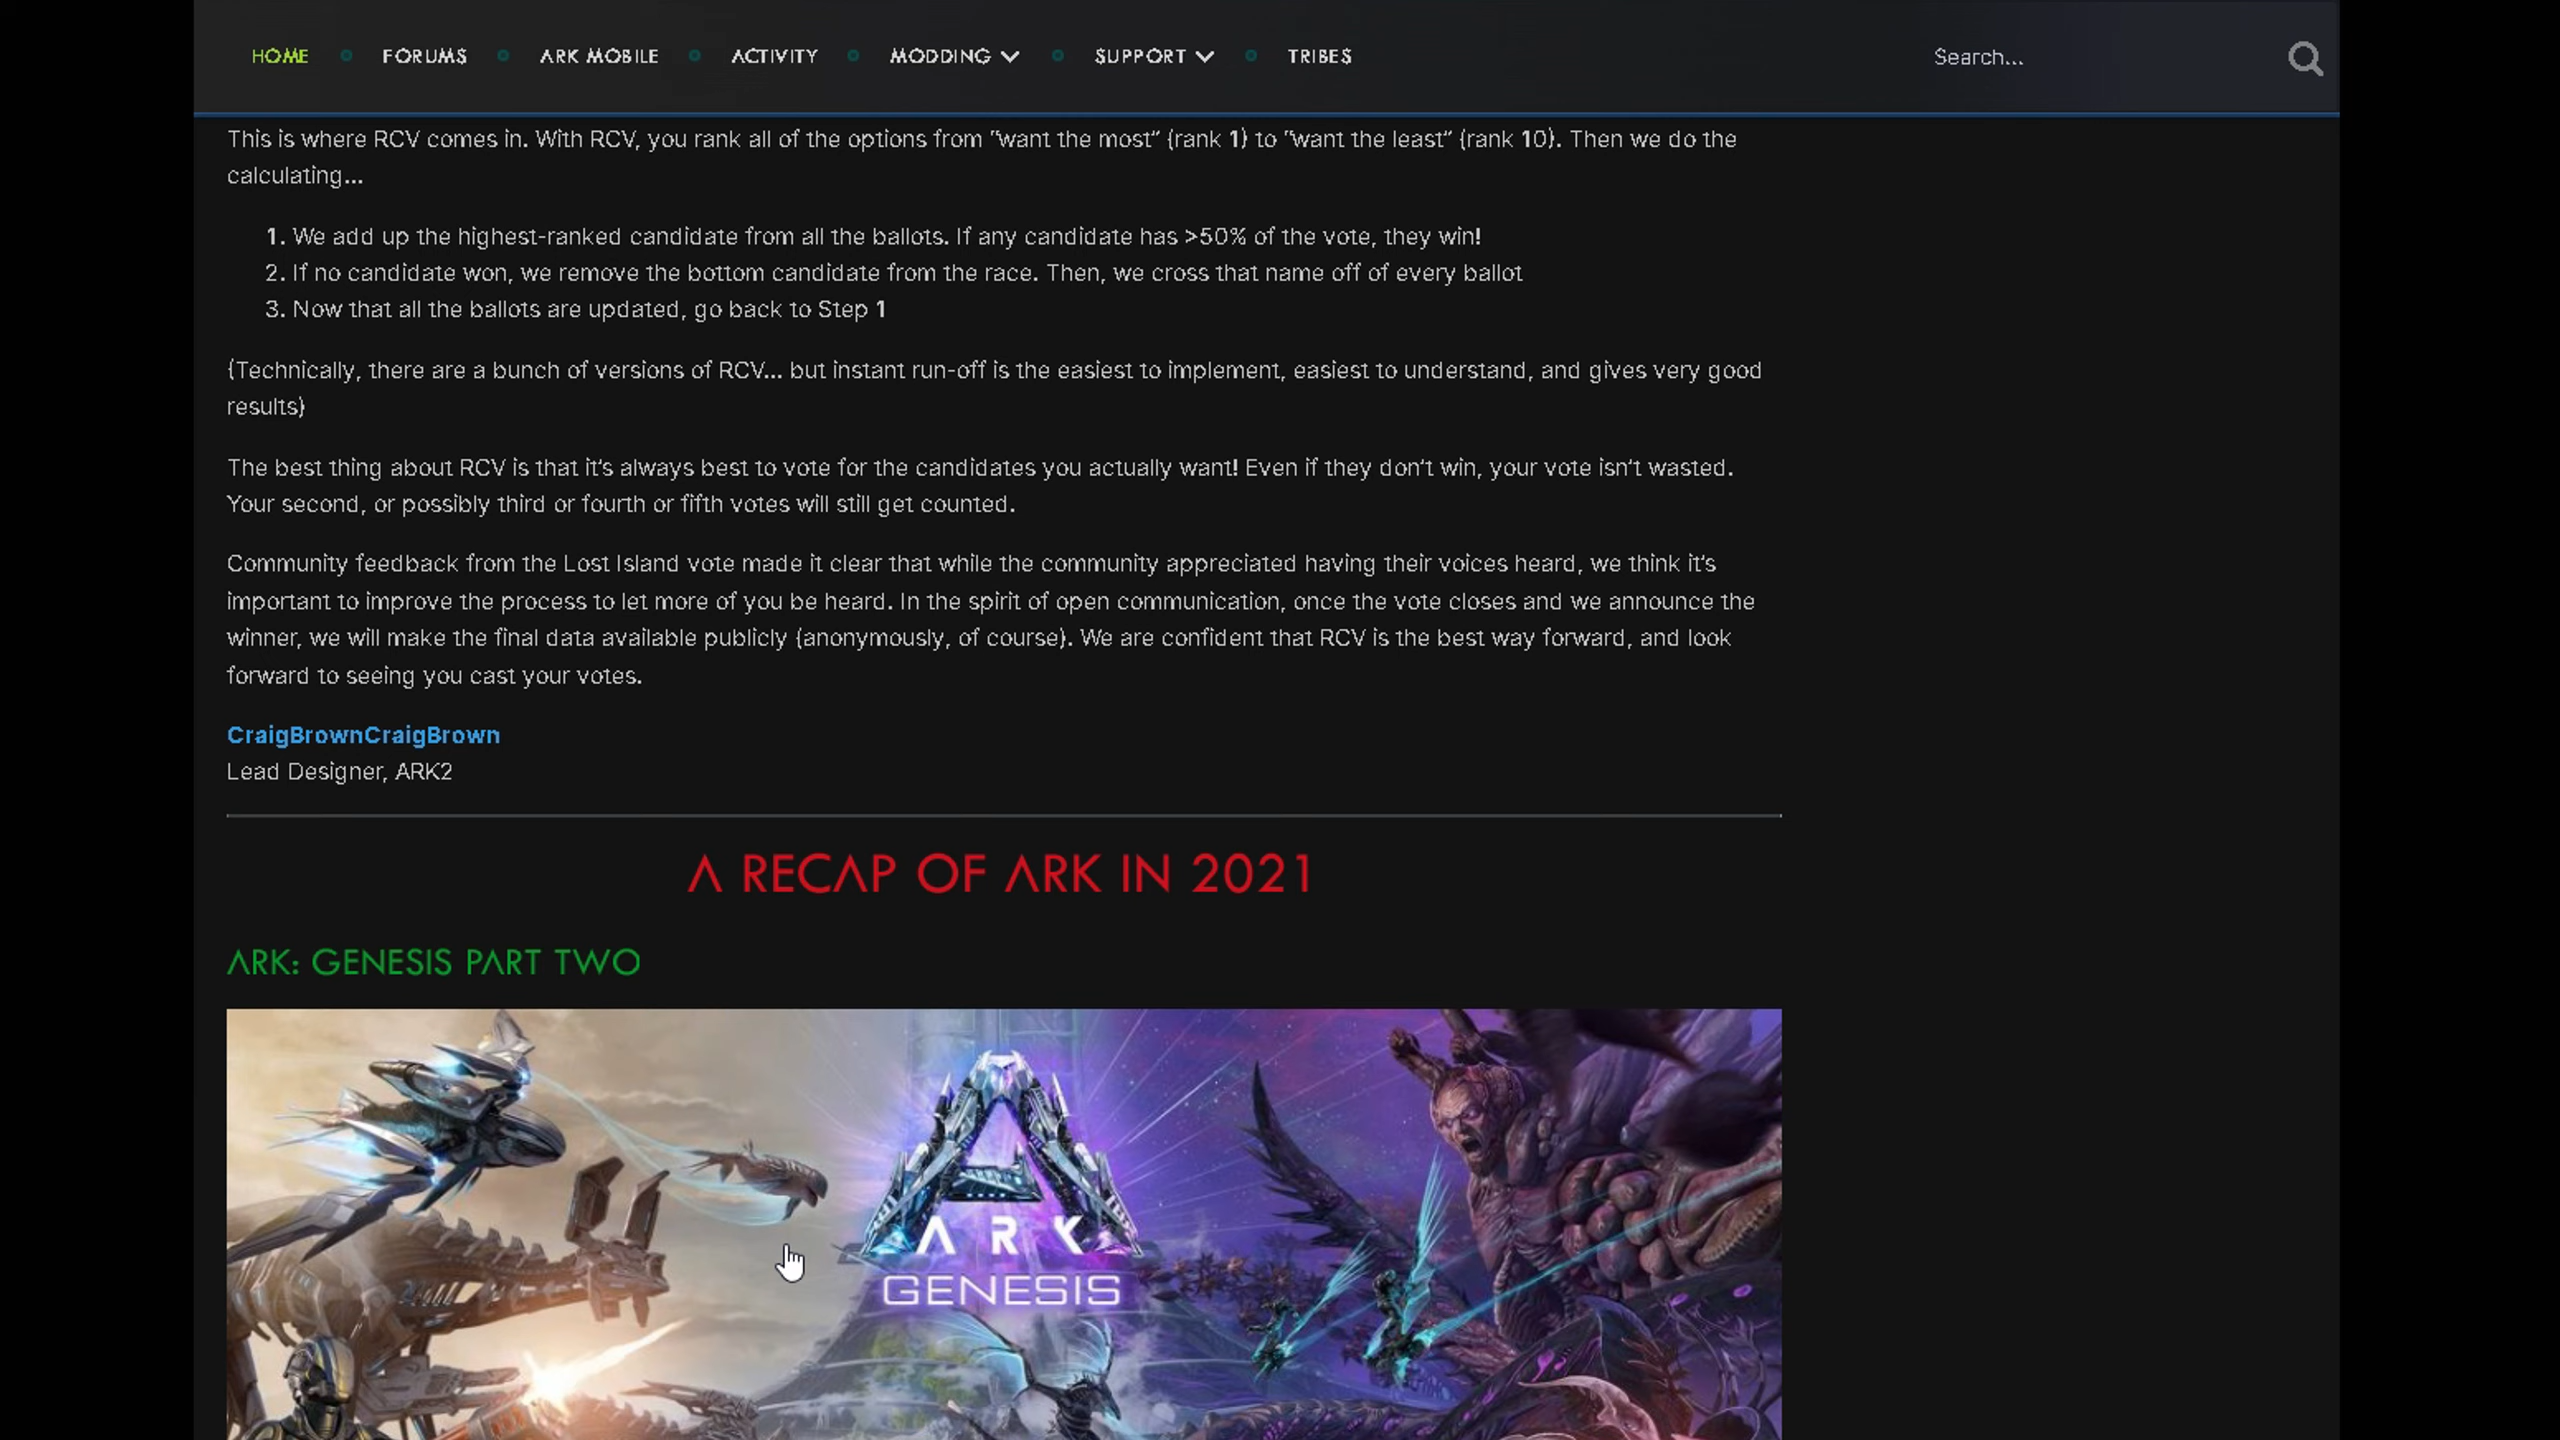 HOME FORUMS ARK MOBILE ACTIVITY MODDING SUPPORT TRIBES Search...
This is where RCV comes in. With RCV, you rank all of the options from "want the most" (rank 1) to "want the least" (rank 10). Then we do the
calculating...
1. We add up the highest-ranked candidate from all the ballots. If any candidate has >50% of the vote, they win!
2. If no candidate won, we remove the bottom candidate from the race. Then, we cross that name off of every ballot
3. Now that all the ballots are updated, go back to Step 1
(Technically, there are a bunch of versions of RCV... but instant run-off is the easiest to implement, easiest to understand, and gives very good
results)
The best thing about RCV is that it's always best to vote for the candidates you actually want! Even if they don't win, your vote isn't wasted.
Your second, or possibly third or fourth or fifth votes will still get counted.
Community feedback from the Lost Island vote made it clear that while the community appreciated having their voices heard, we think it's
important to improve the process to let more of you be heard. In the spirit of open communication, once the vote closes and we announce the
winner, we will make the final data available publicly (anonymously, of course). We are confident that RCV is the best way forward, and look
forward to seeing you cast your votes.
CraigBrownCraigBrown
Lead Designer, ARK2
A RECAP OF ARK IN 2021
ARK: GENESIS PART TWO
ARK
GENESIS